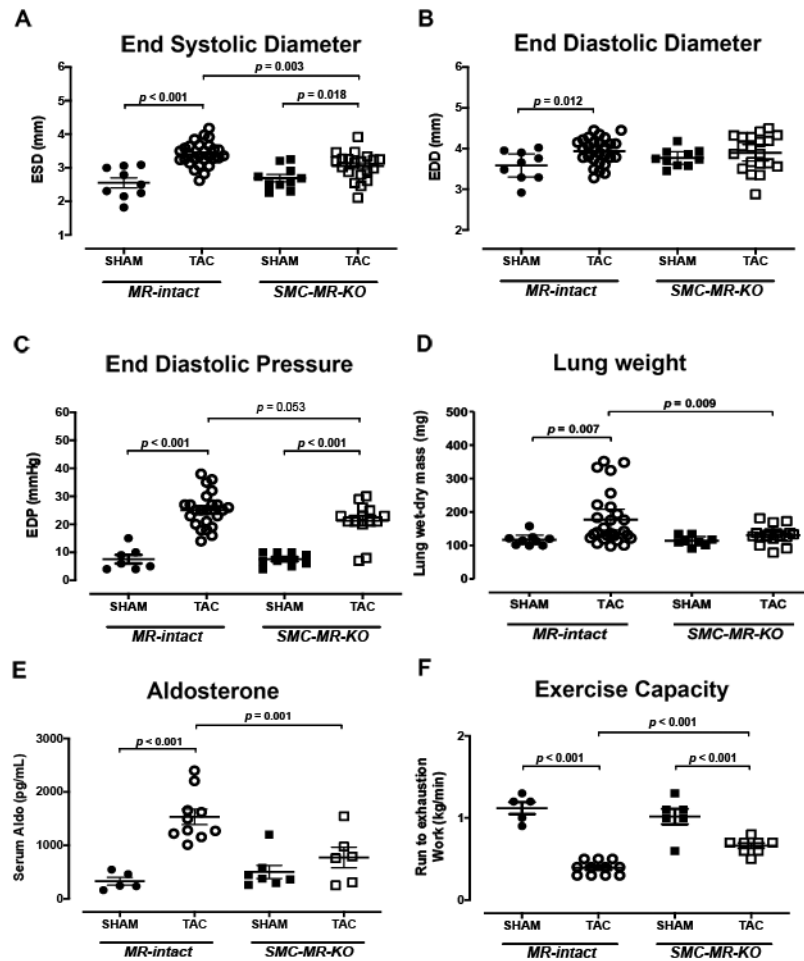 A
End Systolic Diameter
6
5
4
3
2
1
ESD (mm)
p < 0.001
p = 0.003
p = 0.018
SHAM TAC SHAM TAC
MR-intact SMC-MR-KO
B
End Diastolic Diameter
6
5
4
3
2
EDD (mm)
p = 0.012
SHAM TAC SHAM TAC
MR-intact SMC-MR-KO
C
End Diastolic Pressure
60
50
40
30
20
10
0
EDP (mmHg)
p = 0.053
p < 0.001
p < 0.001
SHAM TAC SHAM TAC
MR-intact SMC-MR-KO
D
Lung weight
500
400
300
200
100
0
Lung wet-dry mass (mg)
p = 0.009
p = 0.007
SHAM TAC SHAM TAC
MR-intact SMC-MR-KO
E
Aldosterone
3000
2000
1000
0
Serum Aldo (pg/mL)
p = 0.001
p < 0.001
SHAM TAC SHAM TAC
MR-intact SMC-MR-KO
F
Exercise Capacity
2
1
0
Run to exhaustion
Work (kg/min)
p < 0.001
p < 0.001
p < 0.001
SHAM TAC SHAM TAC
MR-intact SMC-MR-KO